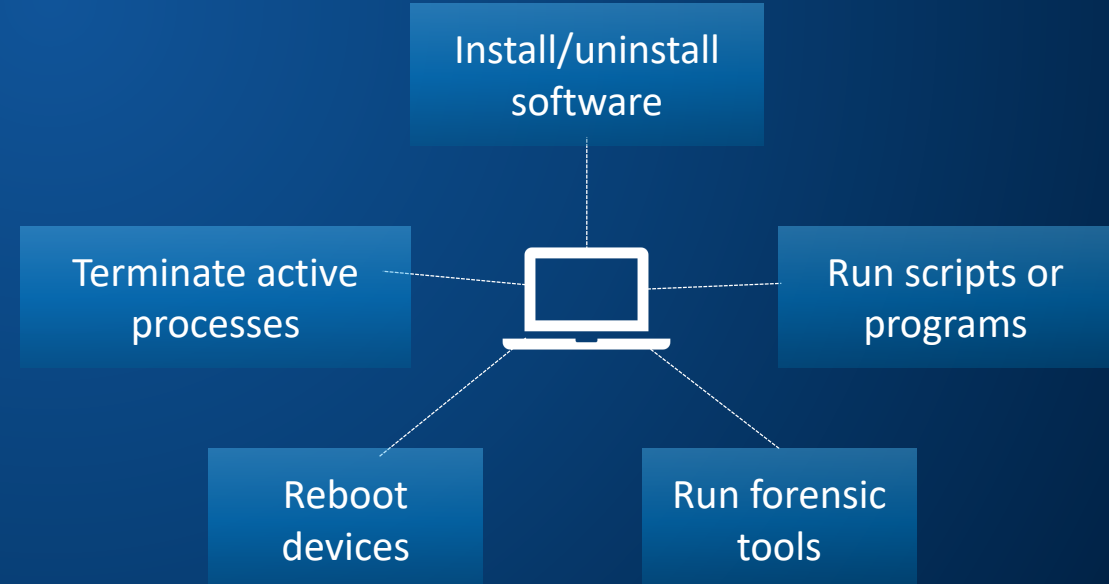 Install/uninstall
software
Terminate active
processes
Run scripts or
programs
Reboot
devices
Run forensic
tools